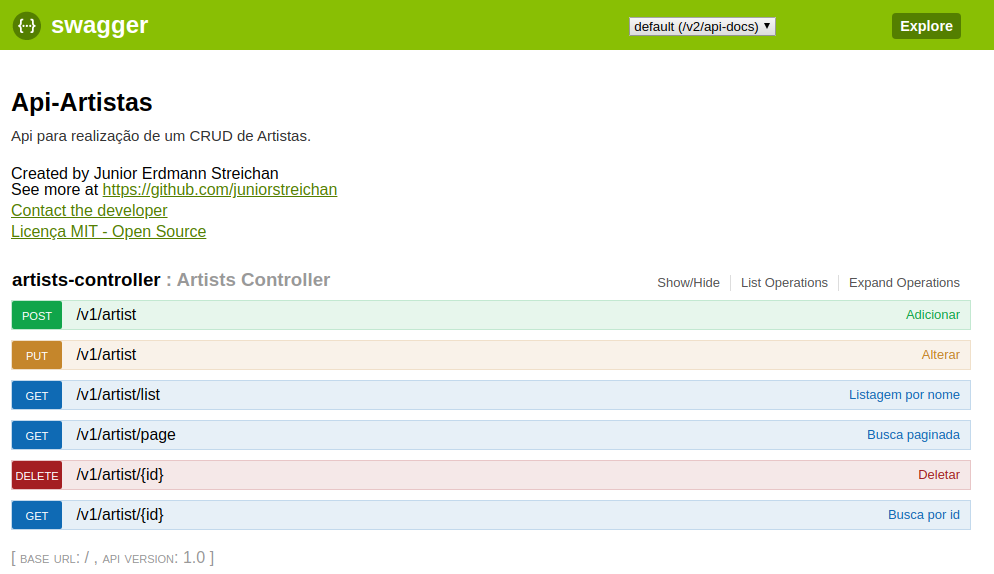 {···} swagger default (/v2/api-docs) ▼ Explore
Api-Artistas
Api para realização de um CRUD de Artistas.
Created by Junior Erdmann Streichan
See more at https://github.com/juniorstreichan
Contact the developer
Licença MIT - Open Source
artists-controller : Artists Controller Show/Hide List Operations Expand Operations
POST /v1/artist Adicionar
PUT /v1/artist Alterar
GET /v1/artist/list Listagem por nome
GET /v1/artist/page Busca paginada
DELETE /v1/artist/{id} Deletar
GET /v1/artist/{id} Busca por id
[ BASE URL: / , API VERSION: 1.0 ]